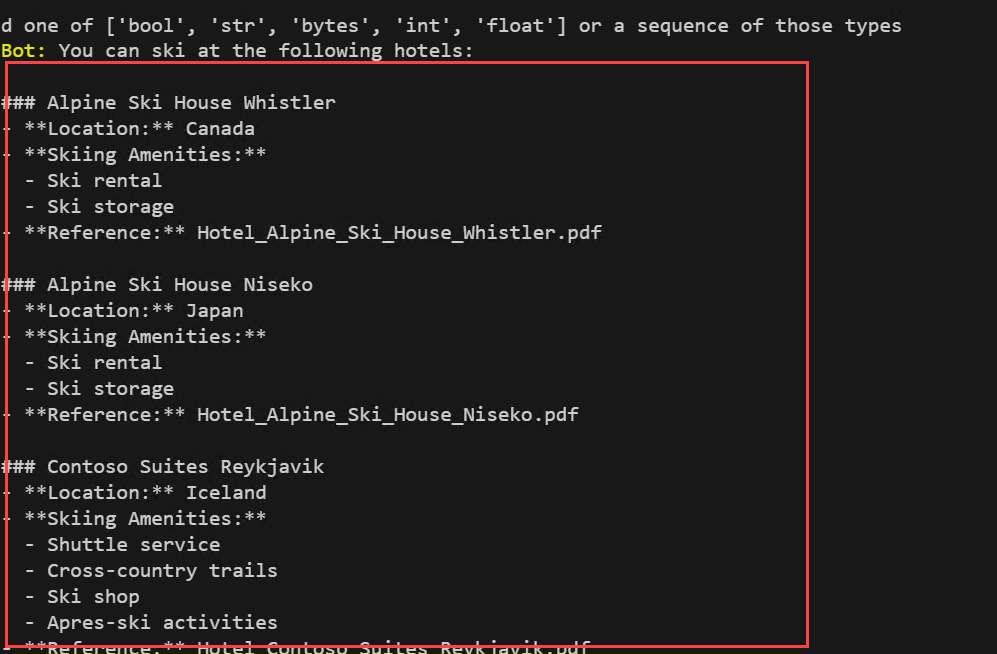 d one of ['bool', 'str', 'bytes', 'int', 'float'] or a sequence of those types
Bot: You can ski at the following hotels:
### Alpine Ski House Whistler
- **Location:** Canada
- **Skiing Amenities:**
- Ski rental
- Ski storage
- **Reference:** Hotel_Alpine_Ski_House_Whistler.pdf
### Alpine Ski House Niseko
- **Location:** Japan
- **Skiing Amenities:**
- Ski rental
- Ski storage
- **Reference:** Hotel_Alpine_Ski_House_Niseko.pdf
### Contoso Suites Reykjavik
- **Location:** Iceland
- **Skiing Amenities:**
- Shuttle service
- Cross-country trails
- Ski shop
- Apres-ski activities
- **Reference:** Hotel_Contoso_Suites_Reykjavik.pdf